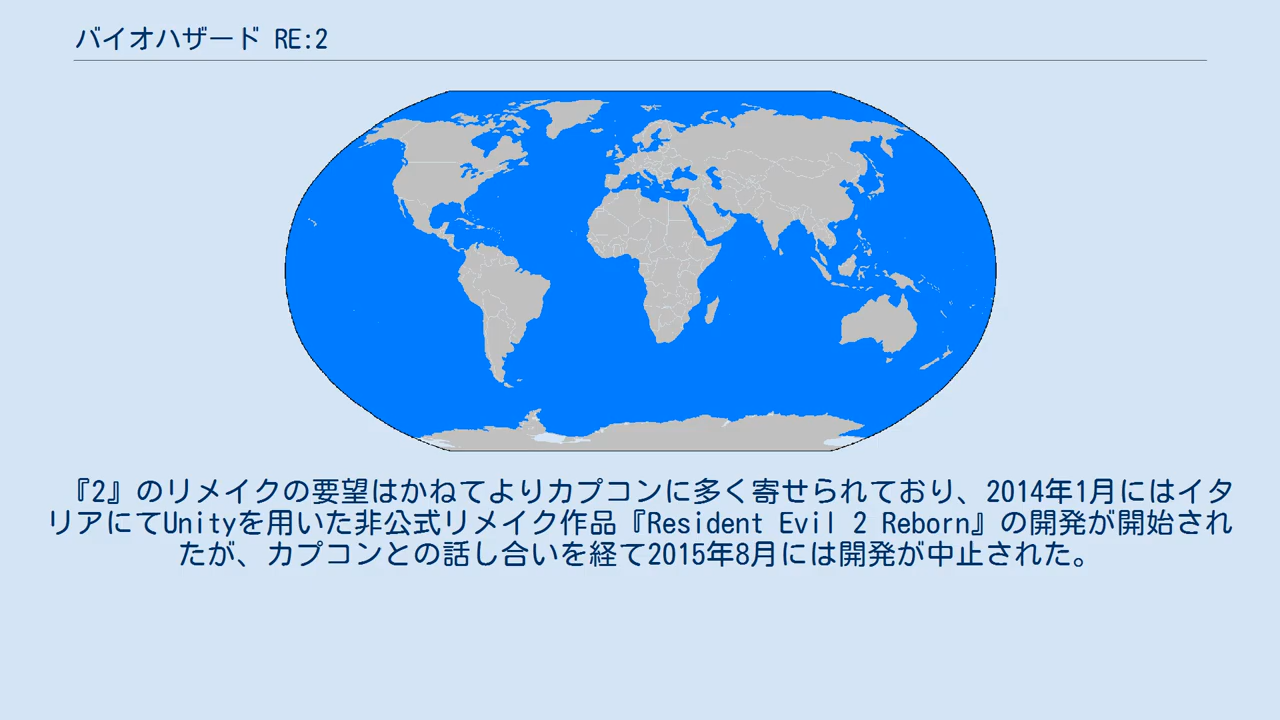 バイオハザード RE:2
『2』のリメイクの要望はかねてよりカプコンに多く寄せられており、2014年1月にはイタ
リアにてUnityを用いた非公式リメイク作品『Resident Evil 2 Reborn』の開発が開始され
たが、カプコンとの話し合いを経て2015年8月には開発が中止された。